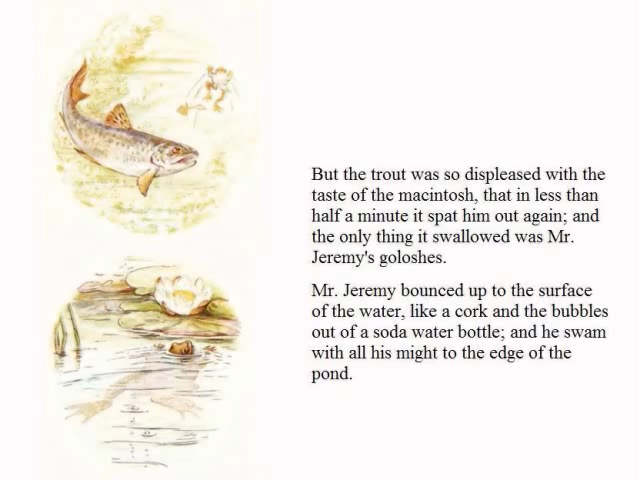 But the trout was so displeased with the
taste of the macintosh, that in less than
half a minute it spat him out again; and
the only thing it swallowed was Mr.
Jeremy's goloshes.
Mr. Jeremy bounced up to the surface
of the water, like a cork and the bubbles
out of a soda water bottle; and he swam
with all his might to the edge of the
pond.